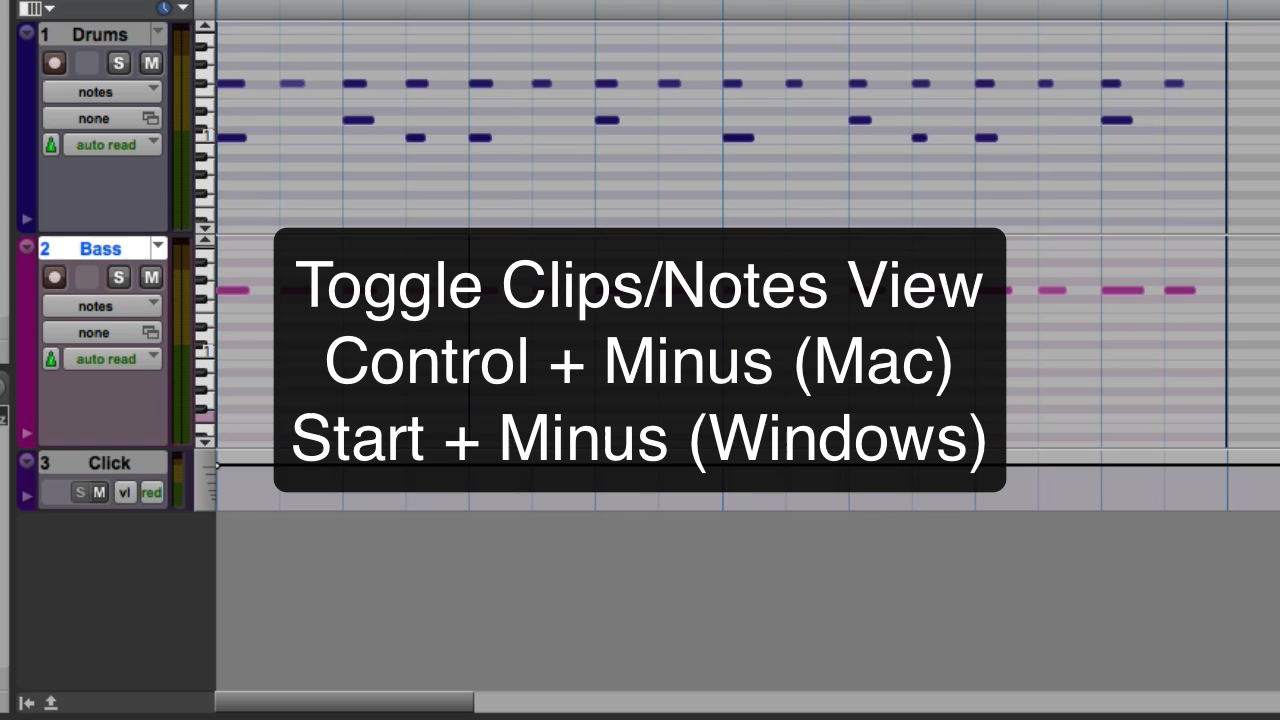 1 Drums
S M
notes
none
auto read
2 Bass
S M
notes
none
auto read
3 Click
S M vl red
Toggle Clips/Notes View
Control + Minus (Mac)
Start + Minus (Windows)